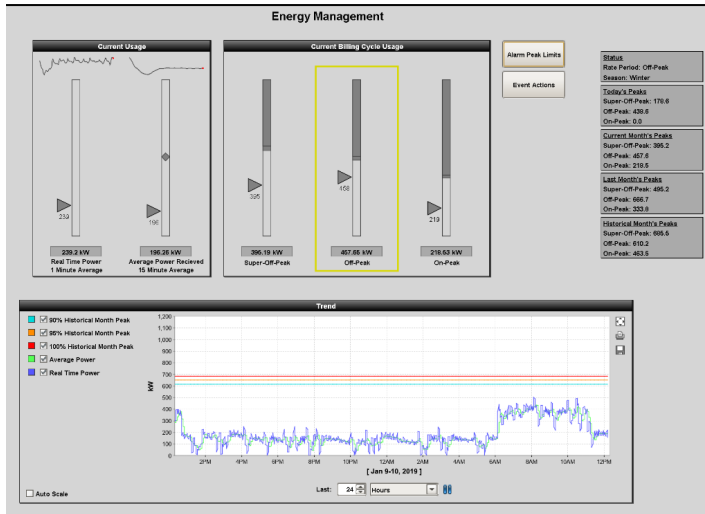 Energy Management
Current Usage
239
195
239.2 kW
Real Time Power
1 Minute Average
195.25 kW
Average Power Recieved
15 Minute Average
Current Billing Cycle Usage
395
458
219
395.19 kW
Super-Off-Peak
457.65 kW
Off-Peak
218.53 kW
On-Peak
Alarm Peak Limits
Event Actions
Status
Rate Period: Off-Peak
Season: Winter
Today's Peaks
Super-Off-Peak: 179.6
Off-Peak: 439.6
On-Peak: 0.0
Current Month's Peaks
Super-Off-Peak: 395.2
Off-Peak: 457.6
On-Peak: 218.5
Last Month's Peaks
Super-Off-Peak: 495.2
Off-Peak: 666.7
On-Peak: 333.8
Historical Month's Peaks
Super-Off-Peak: 685.5
Off-Peak: 610.2
On-Peak: 463.5
Trend
90% Historical Month Peak
95% Historical Month Peak
100% Historical Month Peak
Average Power
Real Time Power
kW
1,200
1,100
1,000
900
800
700
600
500
400
300
200
100
0
2PM 4PM 6PM 8PM 10PM 12AM 2AM 4AM 6AM 8AM 10AM 12PM
[ Jan 9-10, 2019 ]
Auto Scale
Last: 24 Hours